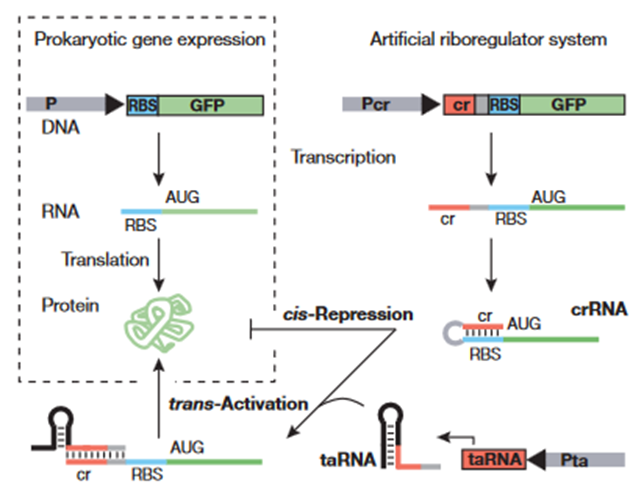 Prokaryotic gene expression
Artificial riboregulator system
P
RBS
GFP
DNA
Pcr
cr
RBS
GFP
Transcription
RNA
AUG
RBS
AUG
cr
RBS
Translation
Protein
cis-Repression
cr
AUG
RBS
crRNA
trans-Activation
AUG
cr
RBS
taRNA
taRNA
Pta